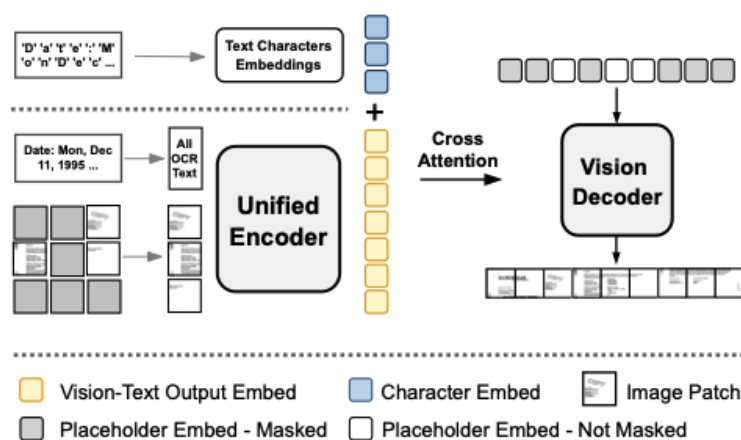 'D' 'a' 't' 'e' ':' 'M'
'o' 'n' 'D' 'e' 'c' ...
Text Characters
Embeddings
+
Date: Mon, Dec
11, 1995 ...
All
OCR
Text
Unified
Encoder
Cross
Attention
Vision
Decoder
Vision-Text Output Embed
Character Embed
Image Patch
Placeholder Embed - Masked
Placeholder Embed - Not Masked